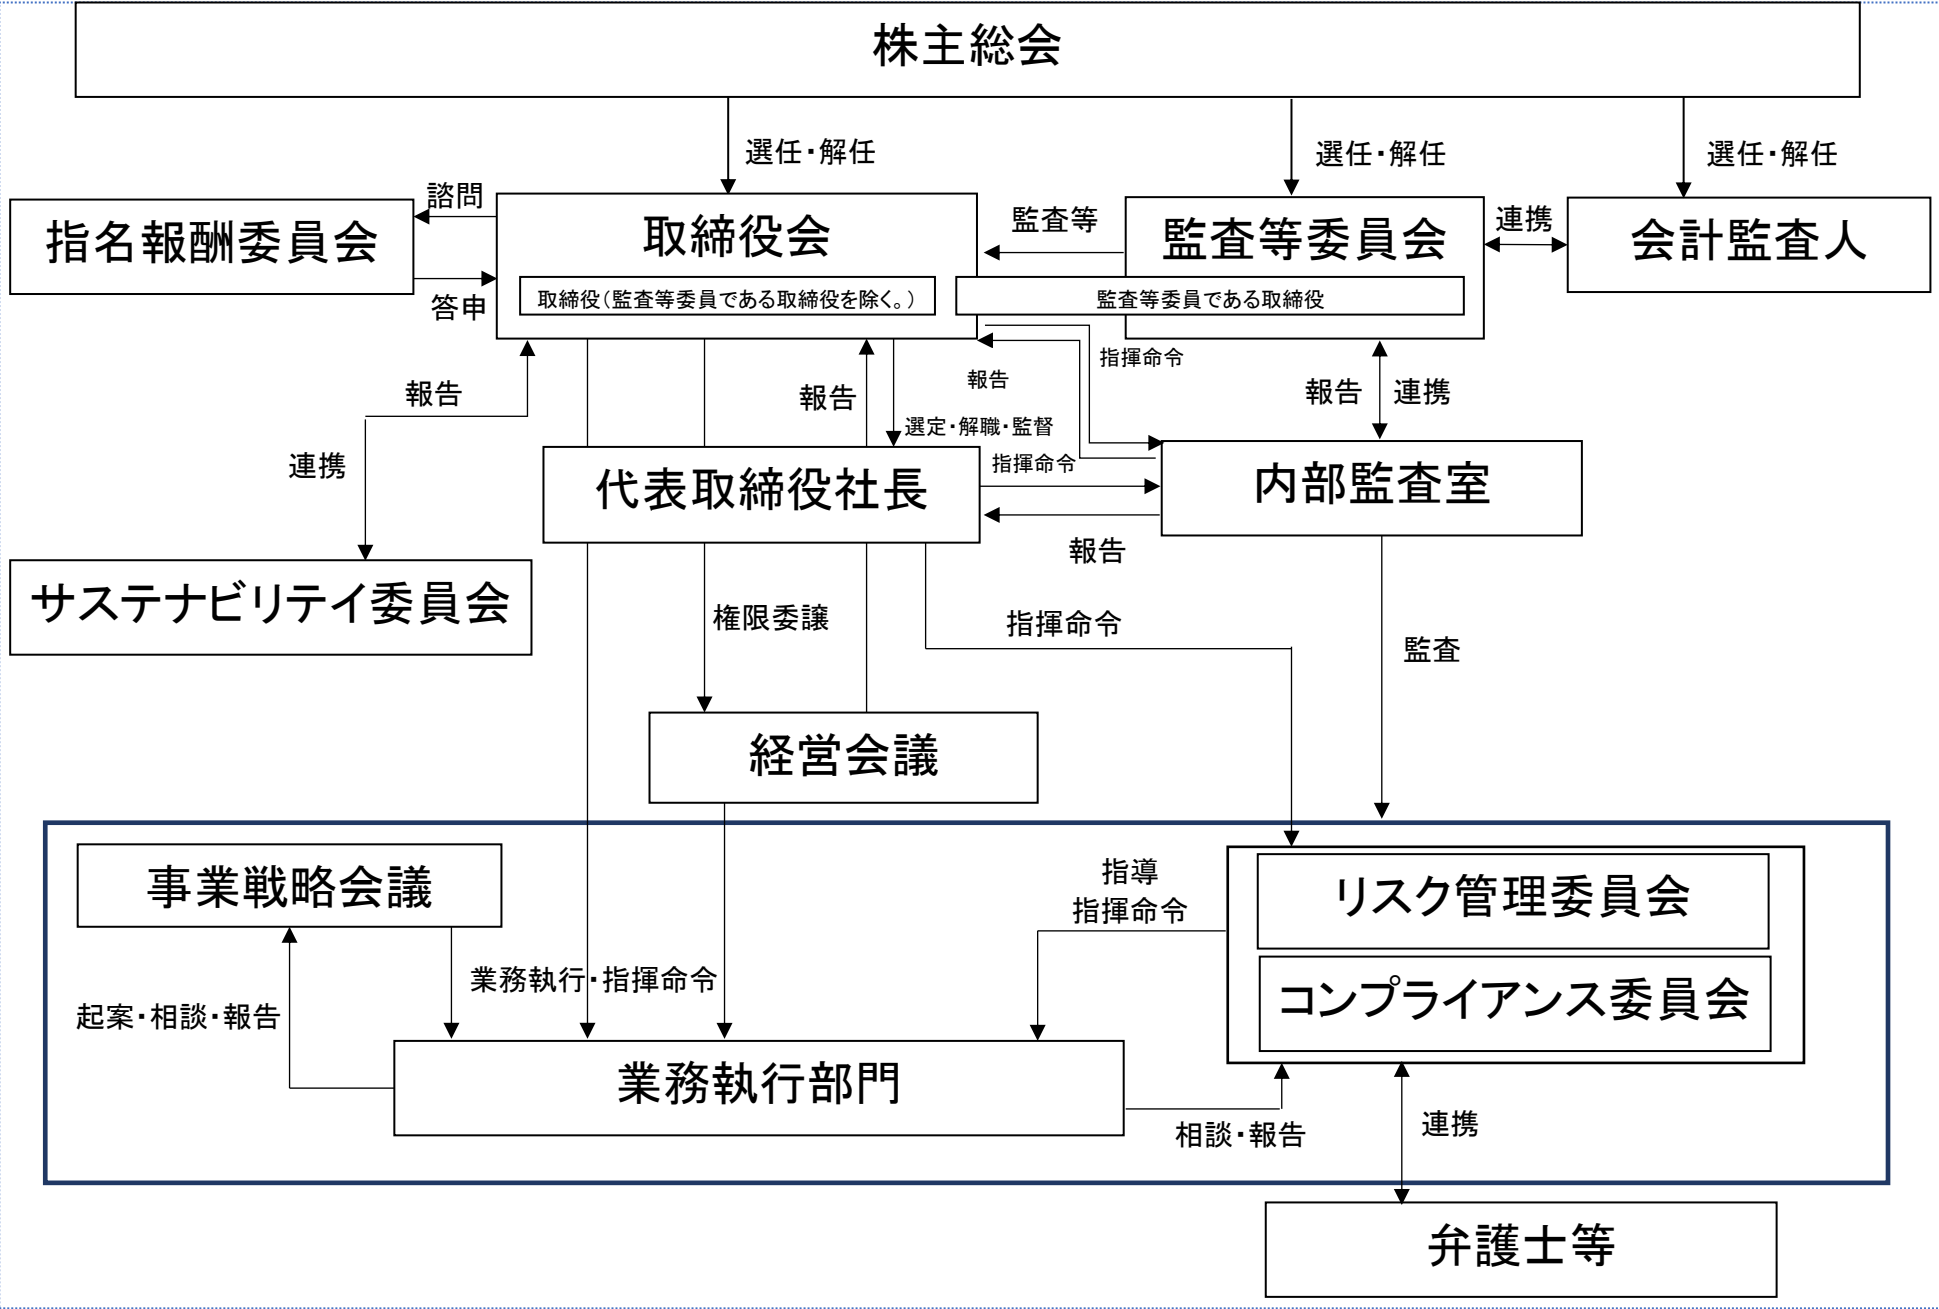 株主総会
選任・解任
選任・解任
選任・解任
諮問
指名報酬委員会
答申
取締役会
取締役（監査等委員である取締役を除く。）
監査等
監査等委員会
監査等委員である取締役
連携
会計監査人
報告
連携
報告
選定・解職・監督
報告
指揮命令
報告
連携
代表取締役社長
指揮命令
報告
内部監査室
サステナビリテイ委員会
権限委譲
指揮命令
監査
経営会議
事業戦略会議
起案・相談・報告
業務執行・指揮命令
指導
指揮命令
リスク管理委員会
コンプライアンス委員会
業務執行部門
相談・報告
連携
弁護士等